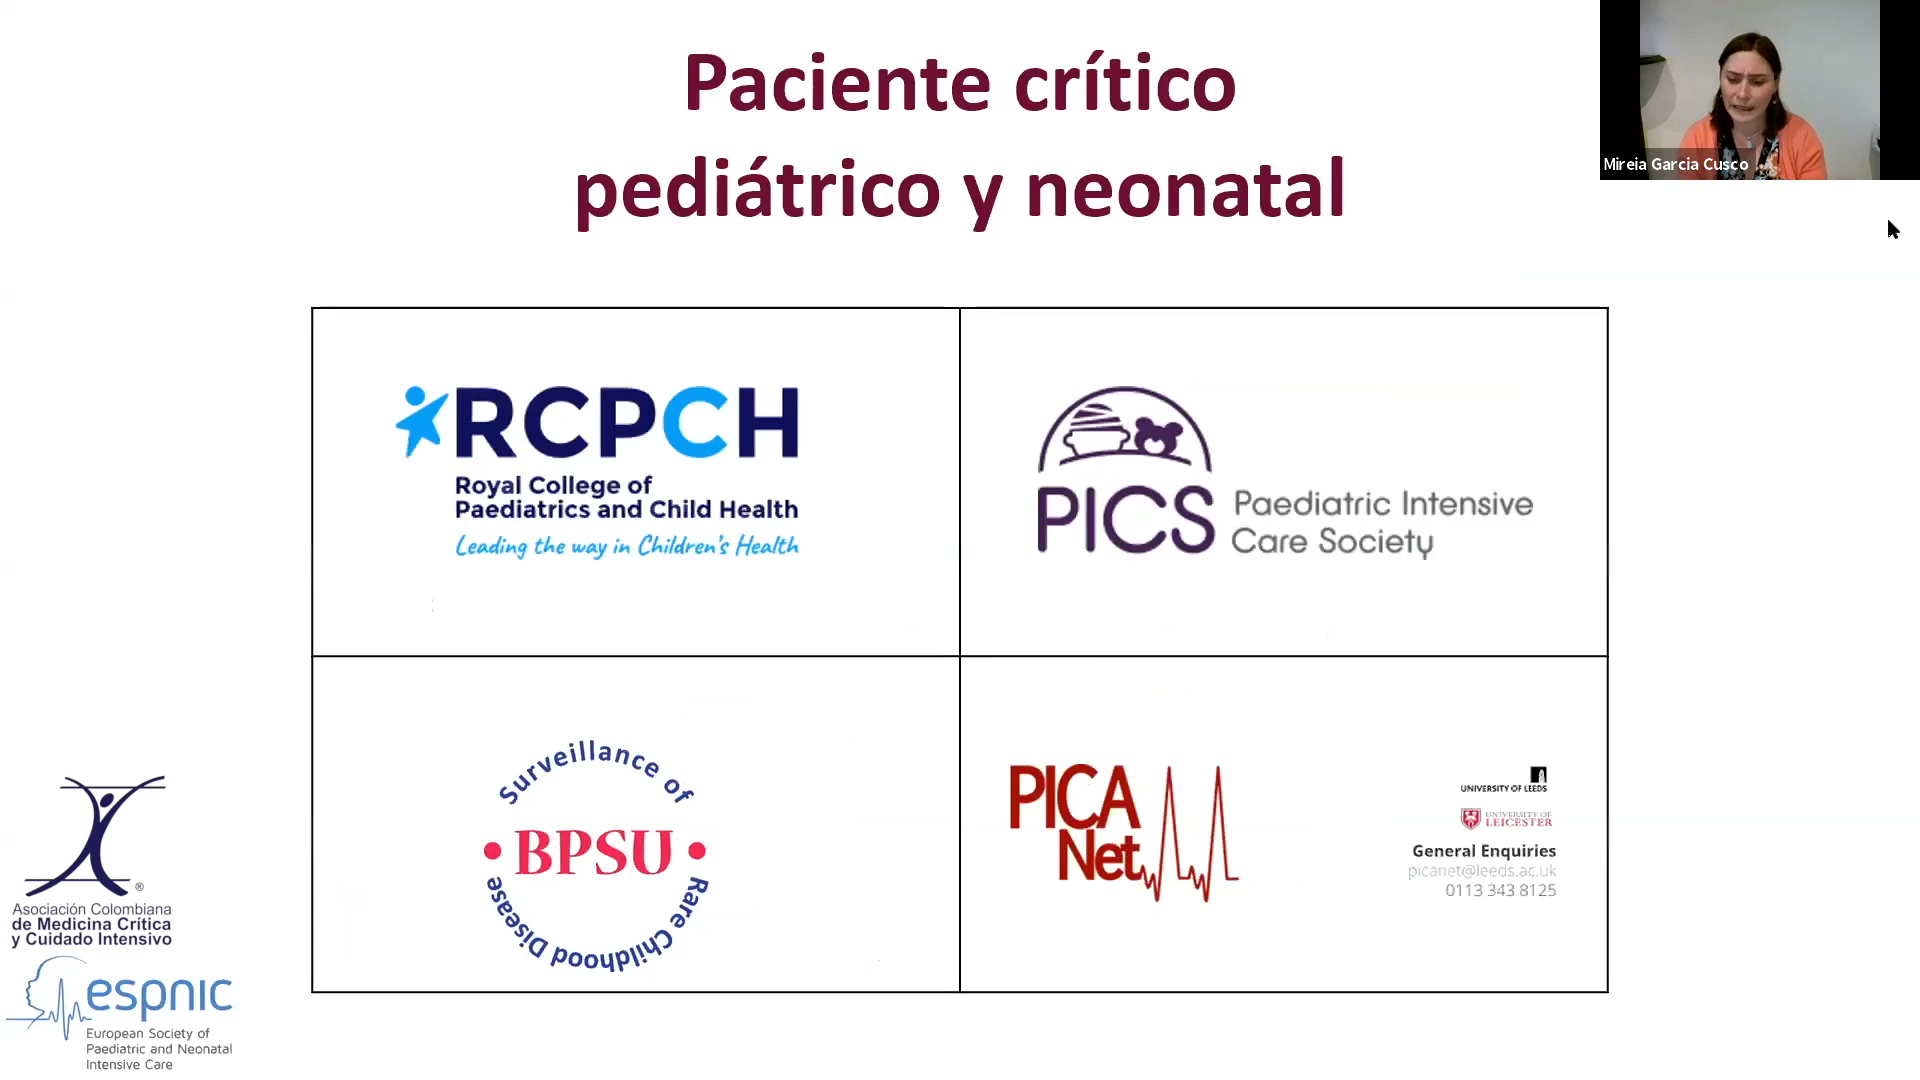 Paciente crítico
pediátrico y neonatal
Mireia Garcia Cusco
RCPCH
Royal College of
Paediatrics and Child Health
Leading the way in Children's Health
PICS
Paediatric Intensive
Care Society
Surveillance of
BPSU
Rare Childhood Disease
PICA
Net
UNIVERSITY OF LEEDS
UNIVERSITY OF
LEICESTER
General Enquiries
picanet@leeds.ac.uk
0113 343 8125
®
Asociación Colombiana
de Medicina Crítica
y Cuidado Intensivo
espnic
European Society of
Paediatric and Neonatal
Intensive Care